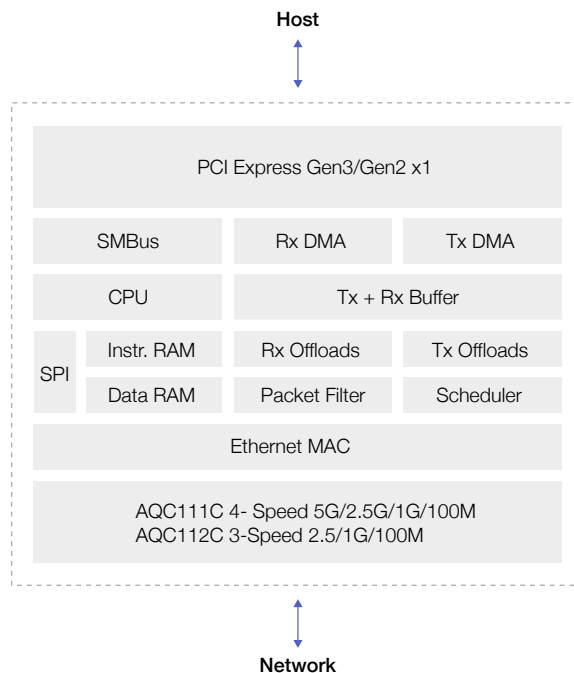 Host
PCI Express Gen3/Gen2 x1
SMBus
Rx DMA
Tx DMA
CPU
Tx + Rx Buffer
SPI
Instr. RAM
Rx Offloads
Tx Offloads
Data RAM
Packet Filter
Scheduler
Ethernet MAC
AQC111C 4- Speed 5G/2.5G/1G/100M
AQC112C 3-Speed 2.5/1G/100M
Network